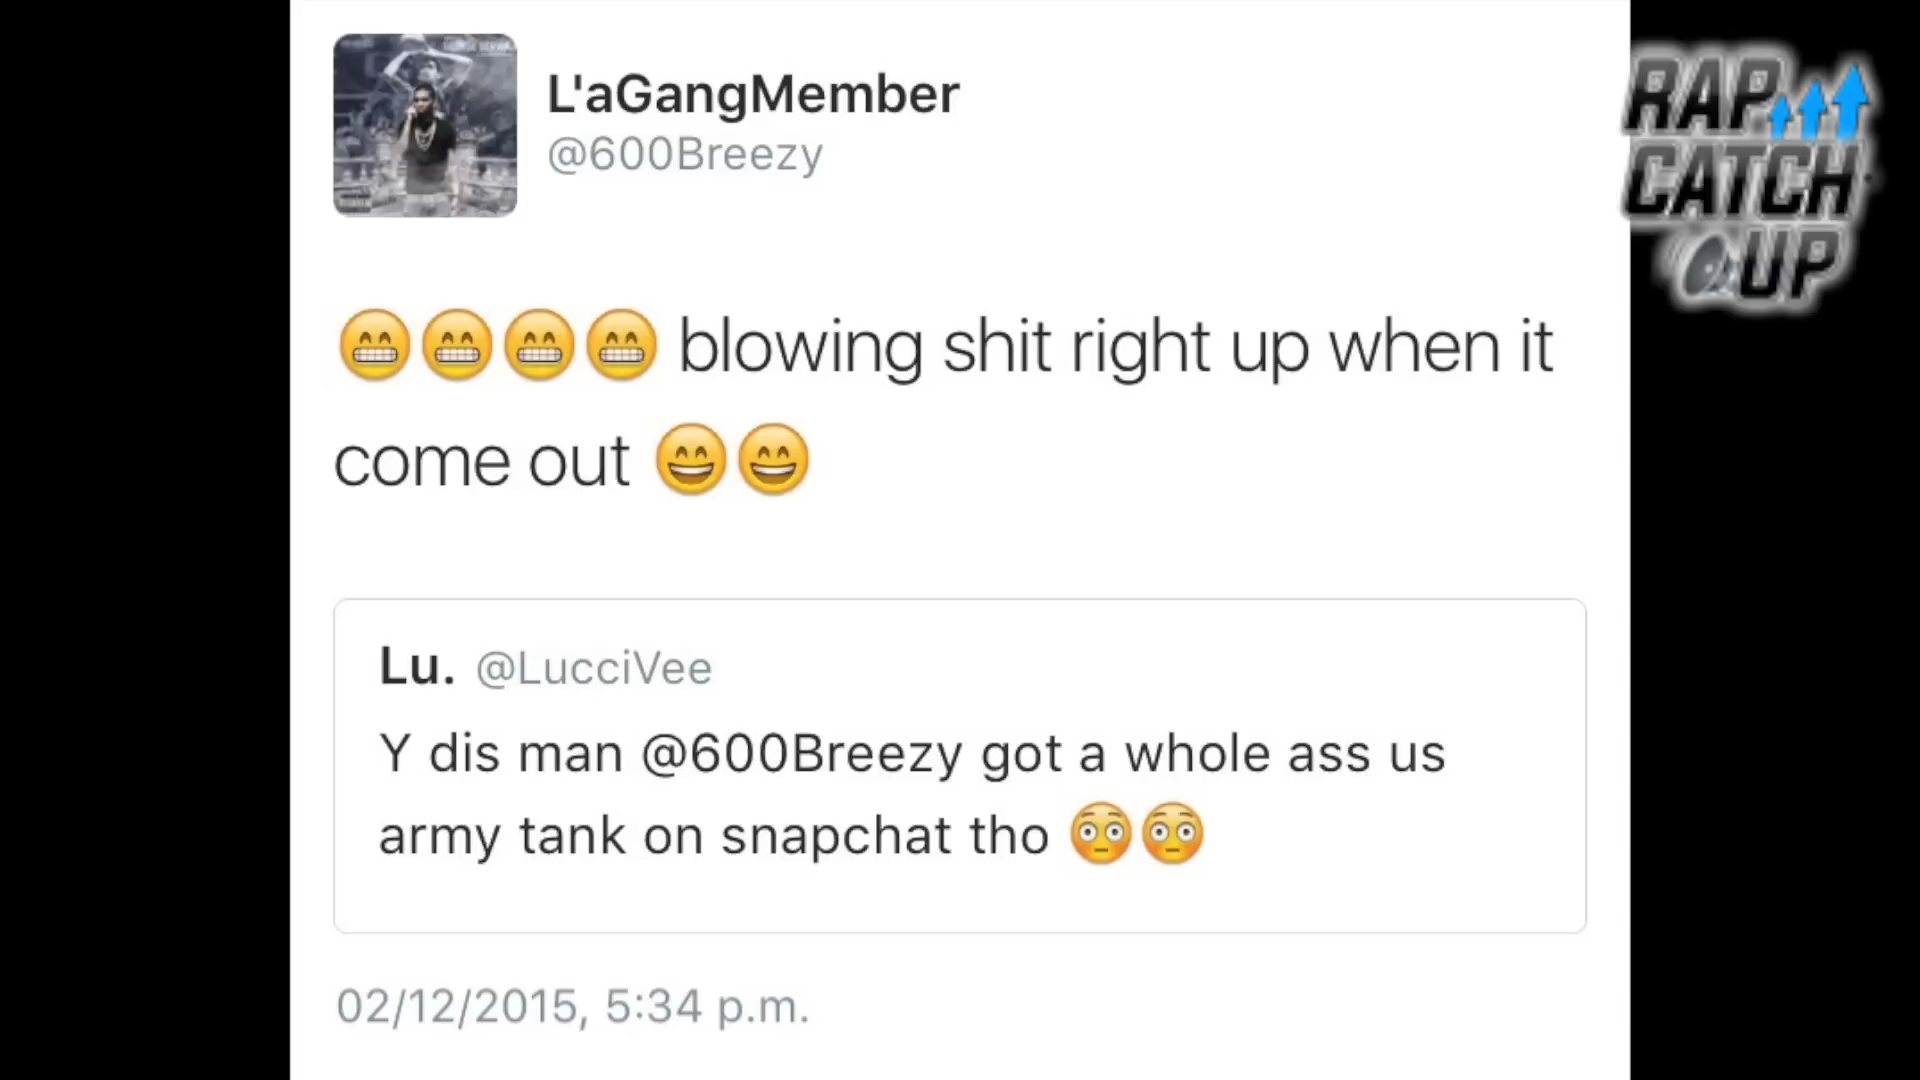 L'aGangMember
@600Breezy
😁😁😁😁 blowing shit right up when it
come out 😄😄
Lu. @LucciVee
Y dis man @600Breezy got a whole ass us
army tank on snapchat tho 😳😳
02/12/2015, 5:34 p.m.
RAP
CATCH
UP